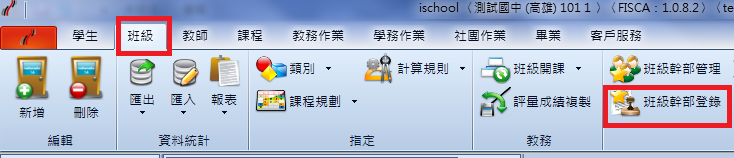 ischool 〈測試國中 (高雄) 101 1 〉〈FISCA：1.0.8.2〉〈te
學生 班級 教師 課程 教務作業 學務作業 社團作業 畢業 客戶服務
新增 刪除 匯出 匯入 報表 類別 計算規則 班級開課 班級幹部管理
課程規劃 評量成績複製 班級幹部登錄
編輯 資料統計 指定 教務